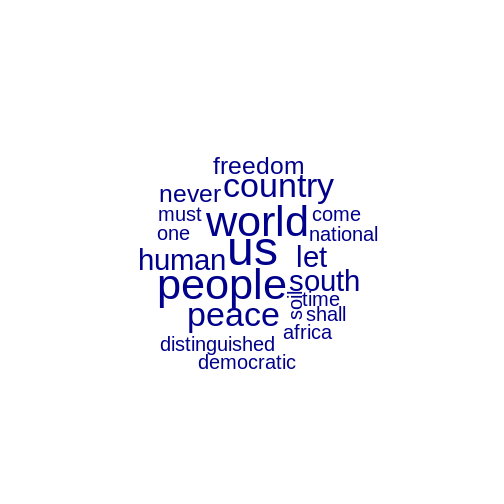 freedom
never country
must world come
one us national
human let
people south
soil time
peace shall
africa
distinguished
democratic